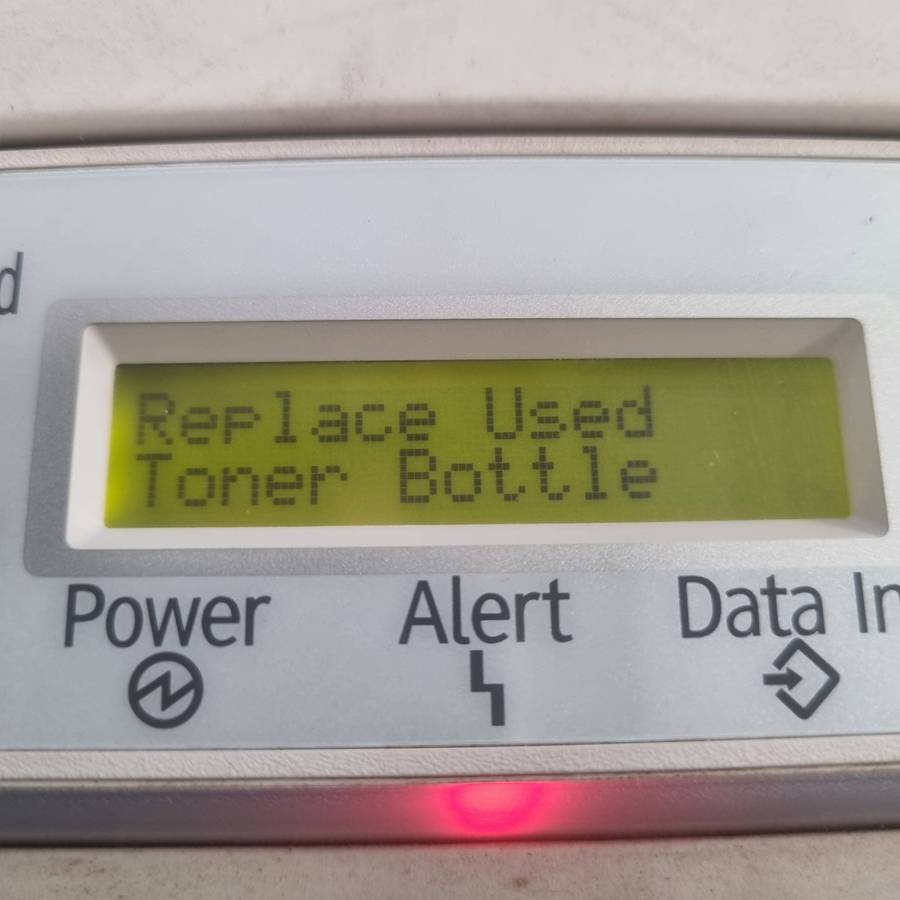 d
Replace Used
Toner Bottle
Power Alert Data In